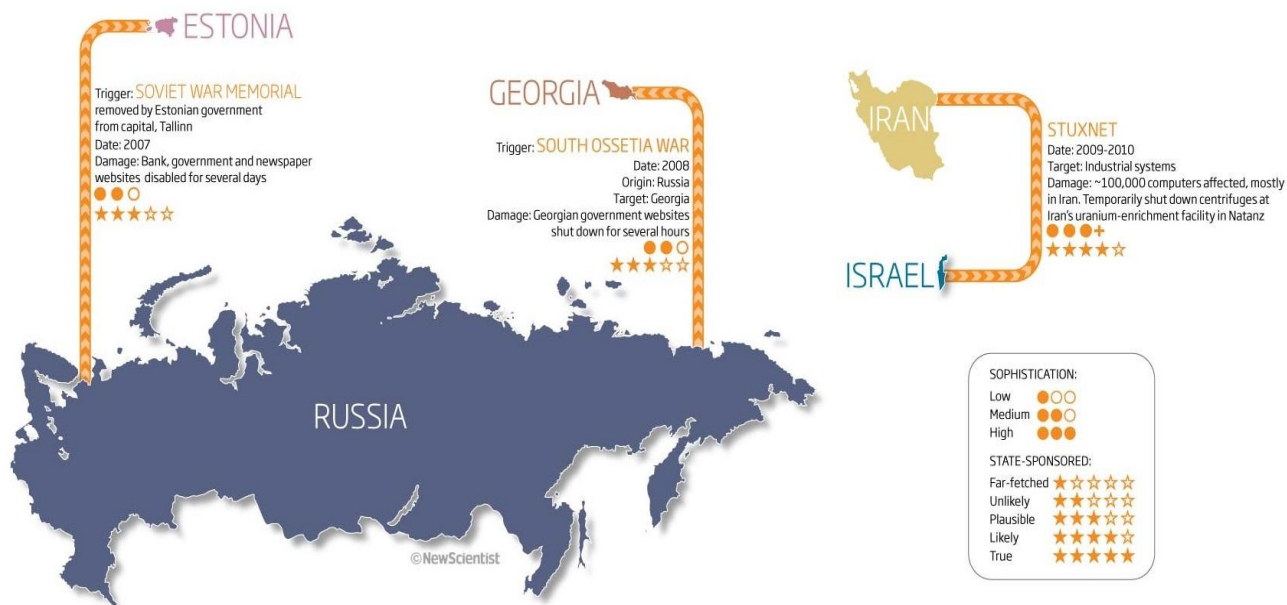 ESTONIA
Trigger: SOVIET WAR MEMORIAL
removed by Estonian government
from capital, Tallinn
Date: 2007
Damage: Bank, government and newspaper
websites disabled for several days
GEORGIA
Trigger: SOUTH OSSETIA WAR
Date: 2008
Origin: Russia
Target: Georgia
Damage: Georgian government websites
shut down for several hours
IRAN
STUXNET
Date: 2009-2010
Target: Industrial systems
Damage: ~100,000 computers affected, mostly
in Iran. Temporarily shut down centrifuges at
Iran's uranium-enrichment facility in Natanz
ISRAEL
RUSSIA
©NewScientist
SOPHISTICATION:
Low
Medium
High
STATE-SPONSORED:
Far-fetched
Unlikely
Plausible
Likely
True